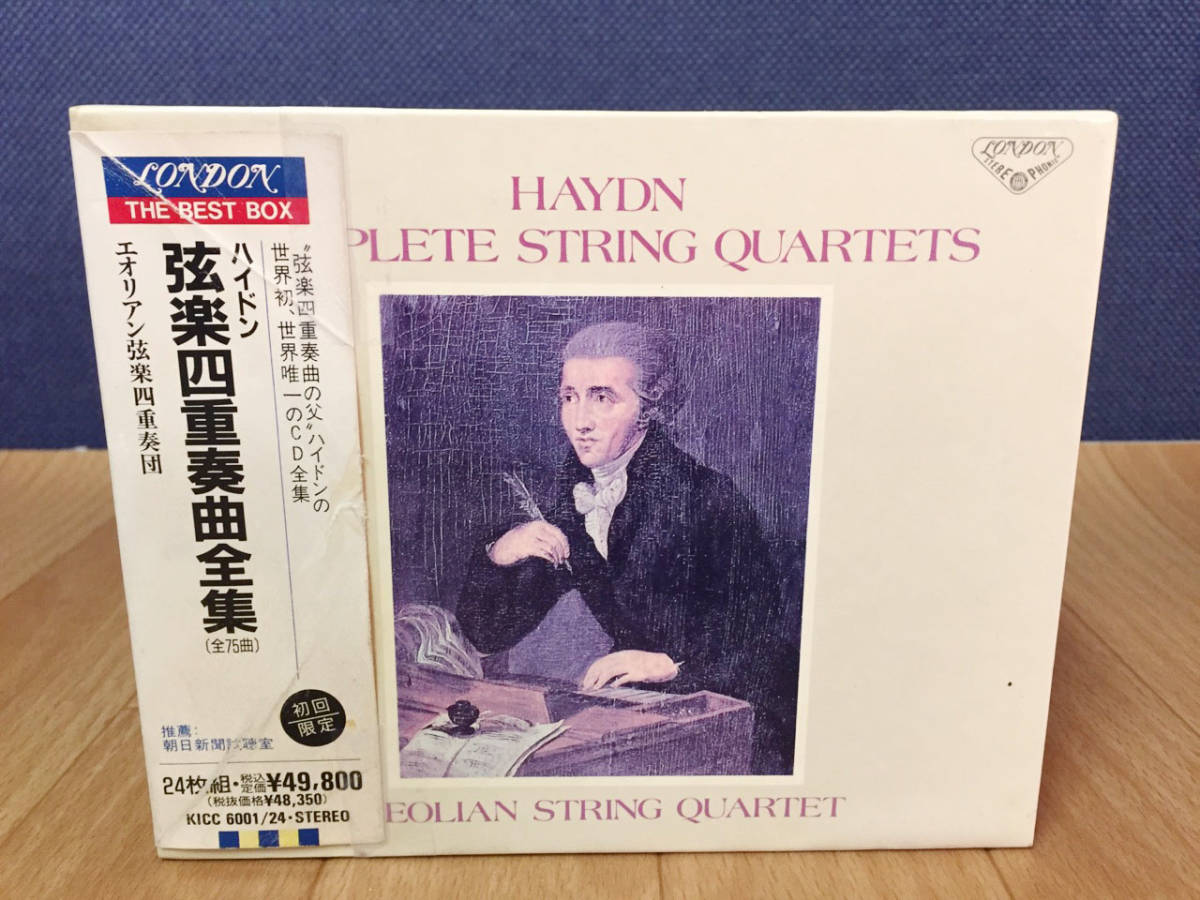 LONDON
THE BEST BOX
“弦楽四重奏曲の父”ハイドンの
世界初、世界唯一のCD全集
ハイドン
弦楽四重奏曲全集
(全75曲)
エオリアン弦楽四重奏団
初回
限定
推薦:
朝日新聞試聴室
24枚組・税込定価¥49,800
(税抜価格¥48,350)
KICC 6001/24・STEREO
HAYDN
PLETE STRING QUARTETS
LONDON
STEREOPHONIC
EOLIAN STRING QUARTET